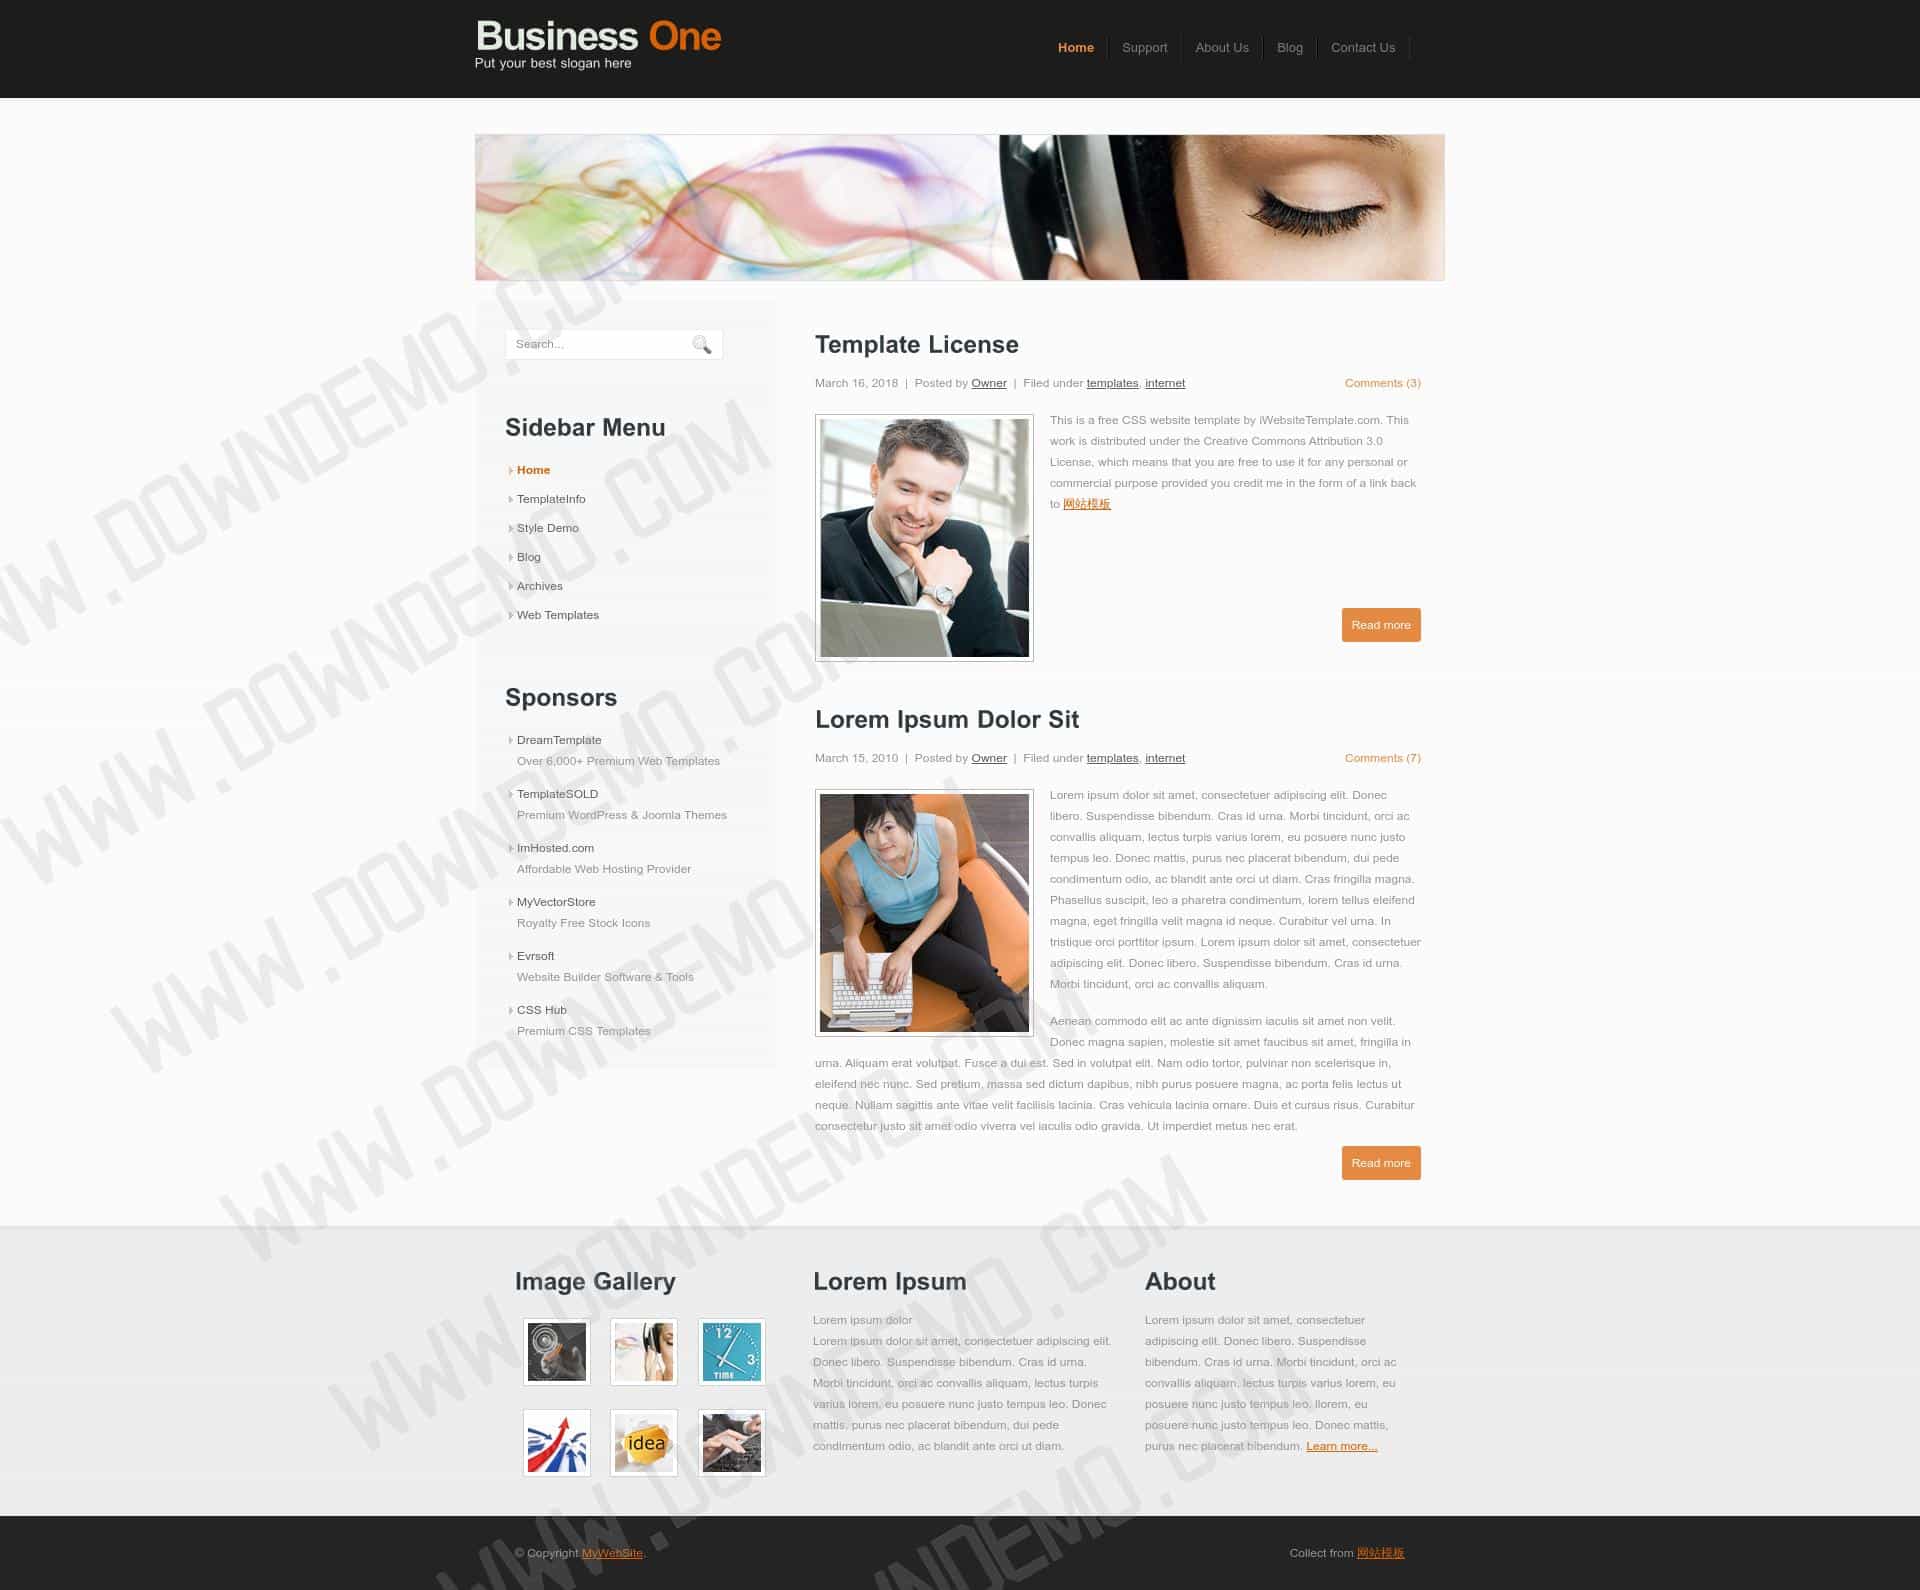 Business One
Put your best slogan here
Home
Support
About Us
Blog
Contact Us
Search...
Sidebar Menu
Home
TemplateInfo
Style Demo
Blog
Archives
Web Templates
Sponsors
DreamTemplate
Over 6,000+ Premium Web Templates
TemplateSOLD
Premium WordPress & Joomla Themes
ImHosted.com
Affordable Web Hosting Provider
MyVectorStore
Royalty Free Stock Icons
Evrsoft
Website Builder Software & Tools
CSS Hub
Premium CSS Templates
Template License
March 16, 2018 | Posted by Owner | Filed under templates, internet
Comments (3)
This is a free CSS website template by iWebsiteTemplate.com. This
work is distributed under the Creative Commons Attribution 3.0
License, which means that you are free to use it for any personal or
commercial purpose provided you credit me in the form of a link back
to 网站模板
Read more
Lorem Ipsum Dolor Sit
March 15, 2010 | Posted by Owner | Filed under templates, internet
Comments (7)
Lorem ipsum dolor sit amet, consectetuer adipiscing elit. Donec
libero. Suspendisse bibendum. Cras id urna. Morbi tincidunt, orci ac
convallis aliquam, lectus turpis varius lorem, eu posuere nunc justo
tempus leo. Donec mattis, purus nec placerat bibendum, dui pede
condimentum odio, ac blandit ante orci ut diam. Cras fringilla magna.
Phasellus suscipit, leo a pharetra condimentum, lorem tellus eleifend
magna, eget fringilla velit magna id neque. Curabitur vel urna. In
tristique orci porttitor ipsum. Lorem ipsum dolor sit amet, consectetuer
adipiscing elit. Donec libero. Suspendisse bibendum. Cras id urna.
Morbi tincidunt, orci ac convallis aliquam.
Aenean commodo elit ac ante dignissim iaculis sit amet non velit.
Donec magna sapien, molestie sit amet faucibus sit amet, fringilla in
urna. Aliquam erat volutpat. Fusce a dui est. Sed in volutpat elit. Nam odio tortor, pulvinar non scelerisque in,
eleifend nec nunc. Sed pretium, massa sed dictum dapibus, nibh purus posuere magna, ac porta felis lectus ut
neque. Nullam sagittis ante vitae velit facilisis lacinia. Cras vehicula lacinia ornare. Duis et cursus risus. Curabitur
consectetur justo sit amet odio viverra vel iaculis odio gravida. Ut imperdiet metus nec erat.
Read more
Image Gallery
12
3
TIME
idea
Lorem Ipsum
Lorem ipsum dolor
Lorem ipsum dolor sit amet, consectetuer adipiscing elit.
Donec libero. Suspendisse bibendum. Cras id urna.
Morbi tincidunt, orci ac convallis aliquam, lectus turpis
varius lorem, eu posuere nunc justo tempus leo. Donec
mattis, purus nec placerat bibendum, dui pede
condimentum odio, ac blandit ante orci ut diam.
About
Lorem ipsum dolor sit amet, consectetuer
adipiscing elit. Donec libero. Suspendisse
bibendum. Cras id urna. Morbi tincidunt, orci ac
convallis aliquam, lectus turpis varius lorem, eu
posuere nunc justo tempus leo. llorem, eu
posuere nunc justo tempus leo. Donec mattis,
purus nec placerat bibendum. Learn more...
© Copyright MyWebSite.
Collect from 网站模板
WWW.DOWNDEMO.COM
WWW.DOWNDEMO.COM
WWW.DOWNDEMO.COM
WWW.DOWNDEMO.COM
WWW.DOWNDEMO.COM
WWW.DOWNDEMO.COM